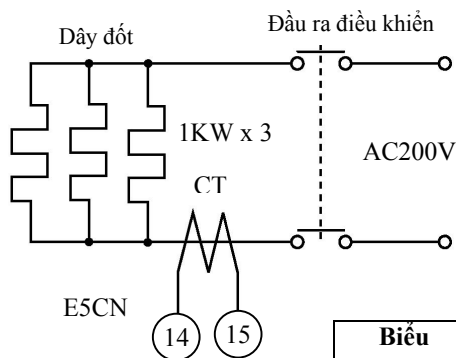 Dây đốt
Đầu ra điều khiển
1KW x 3
AC200V
CT
E5CN
14
15
Biểu